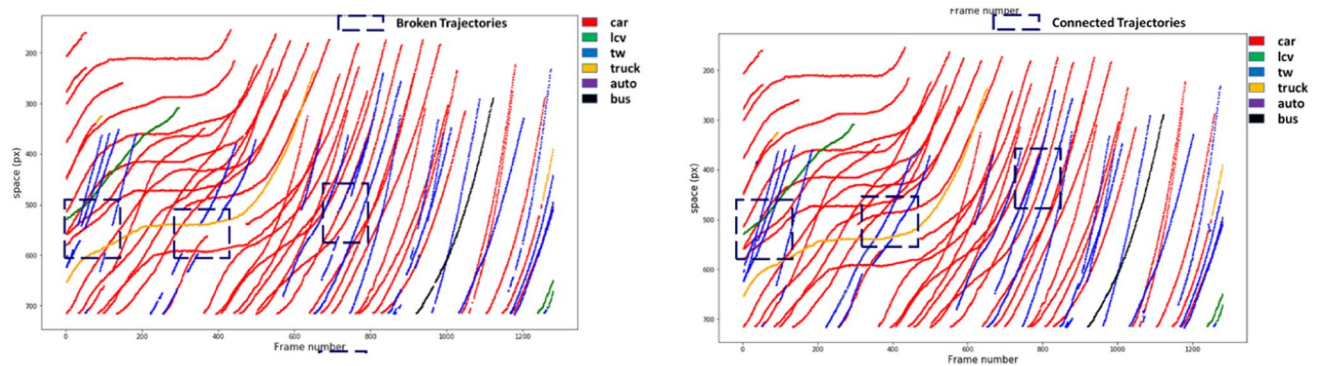 Broken Trajectories
car
lcv
tw
truck
auto
bus
space (px)
200
300
400
500
600
700
0
200
400
600
800
1000
1200
Frame number
Frame number
Connected Trajectories
car
lcv
tw
truck
auto
bus
space (px)
200
300
400
500
600
700
0
200
400
600
800
1000
1200
Frame number